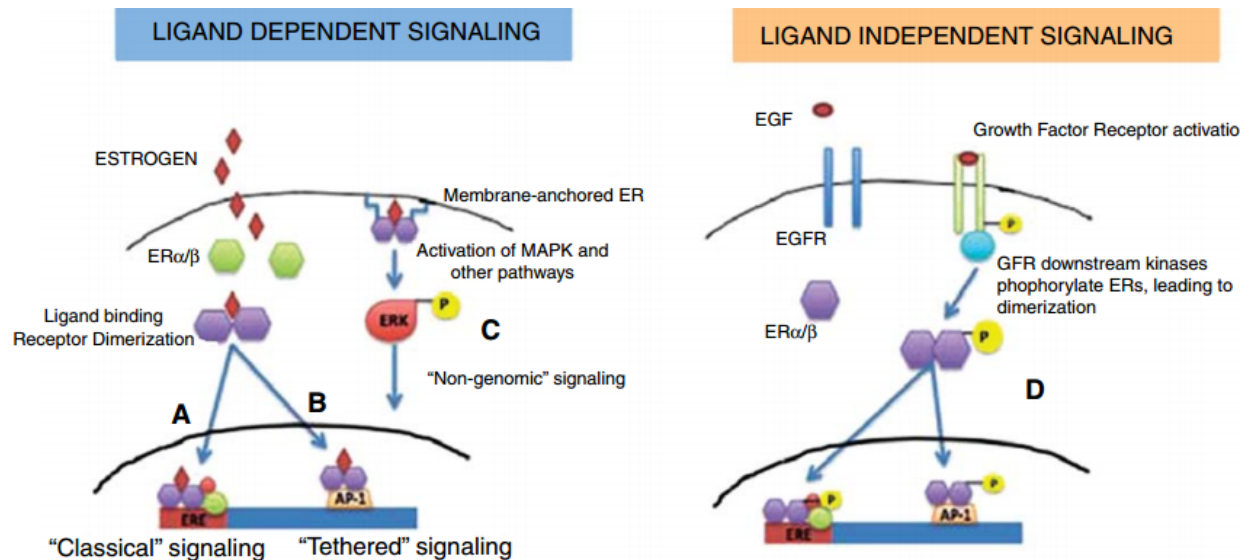 LIGAND DEPENDENT SIGNALING
ESTROGEN
Membrane-anchored ER
ERα/β
Activation of MAPK and
other pathways
Ligand binding
Receptor Dimerization
ERK
P
C
"Non-genomic" signaling
A
B
ERE
AP-1
"Classical" signaling
"Tethered" signaling
LIGAND INDEPENDENT SIGNALING
EGF
Growth Factor Receptor activatio
P
EGFR
GFR downstream kinases
phophorylate ERs, leading to
dimerization
ERα/β
P
D
P
ERE
P
AP-1